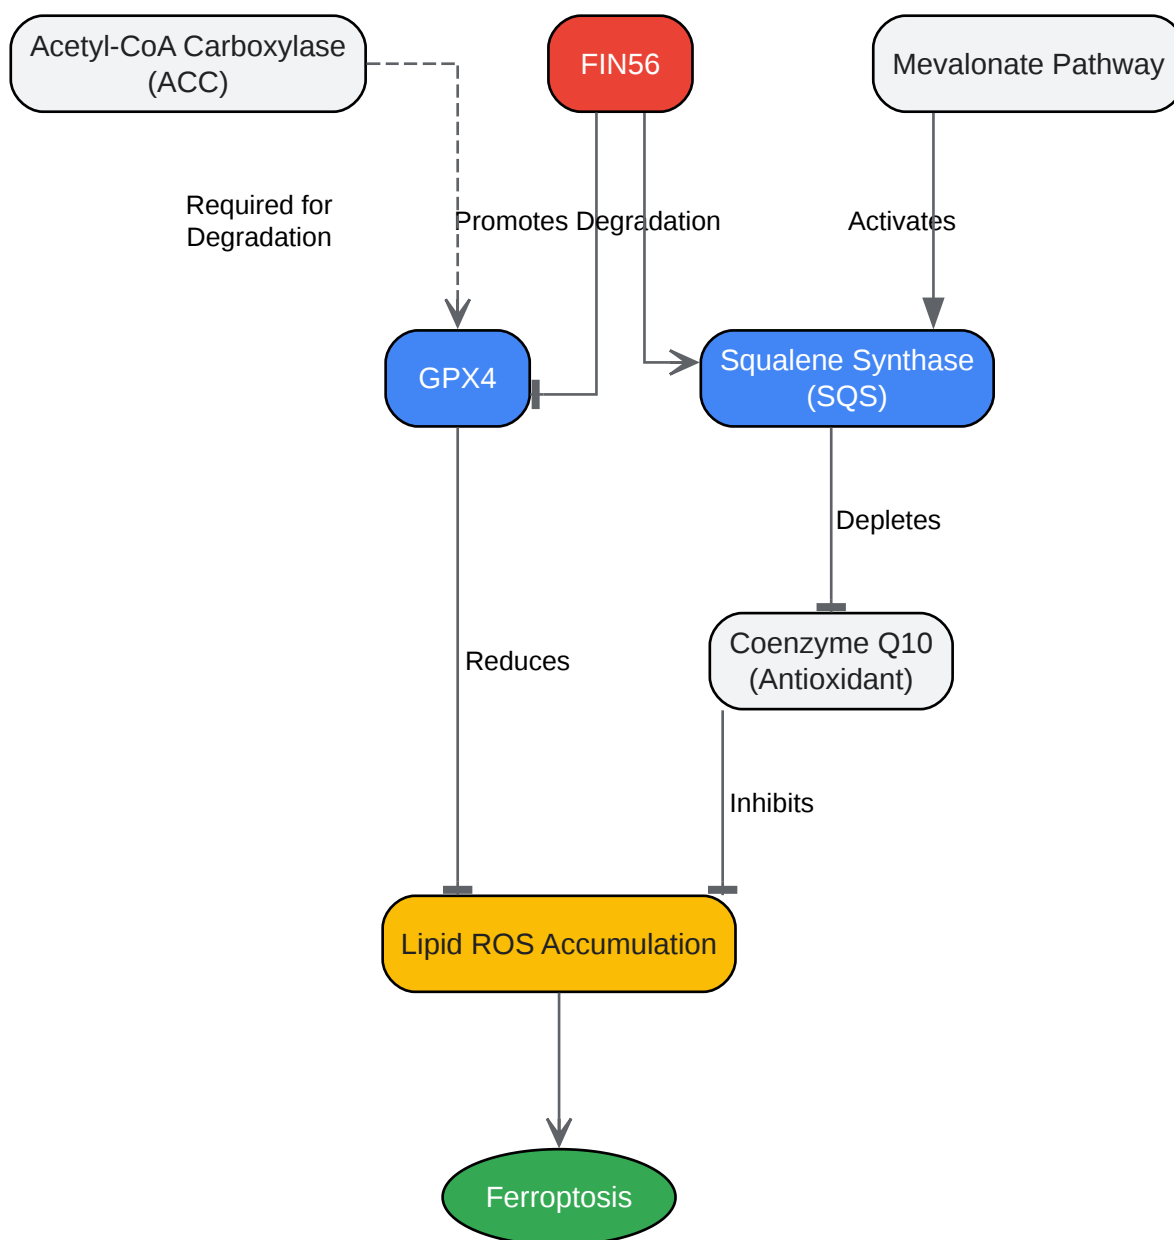 Acetyl-CoA Carboxylase
(ACC)
FIN56
Mevalonate Pathway
Required for
Degradation
Promotes Degradation
Activates
GPX4
Squalene Synthase
(SQS)
Depletes
Coenzyme Q10
(Antioxidant)
Reduces
Inhibits
Lipid ROS Accumulation
Ferroptosis